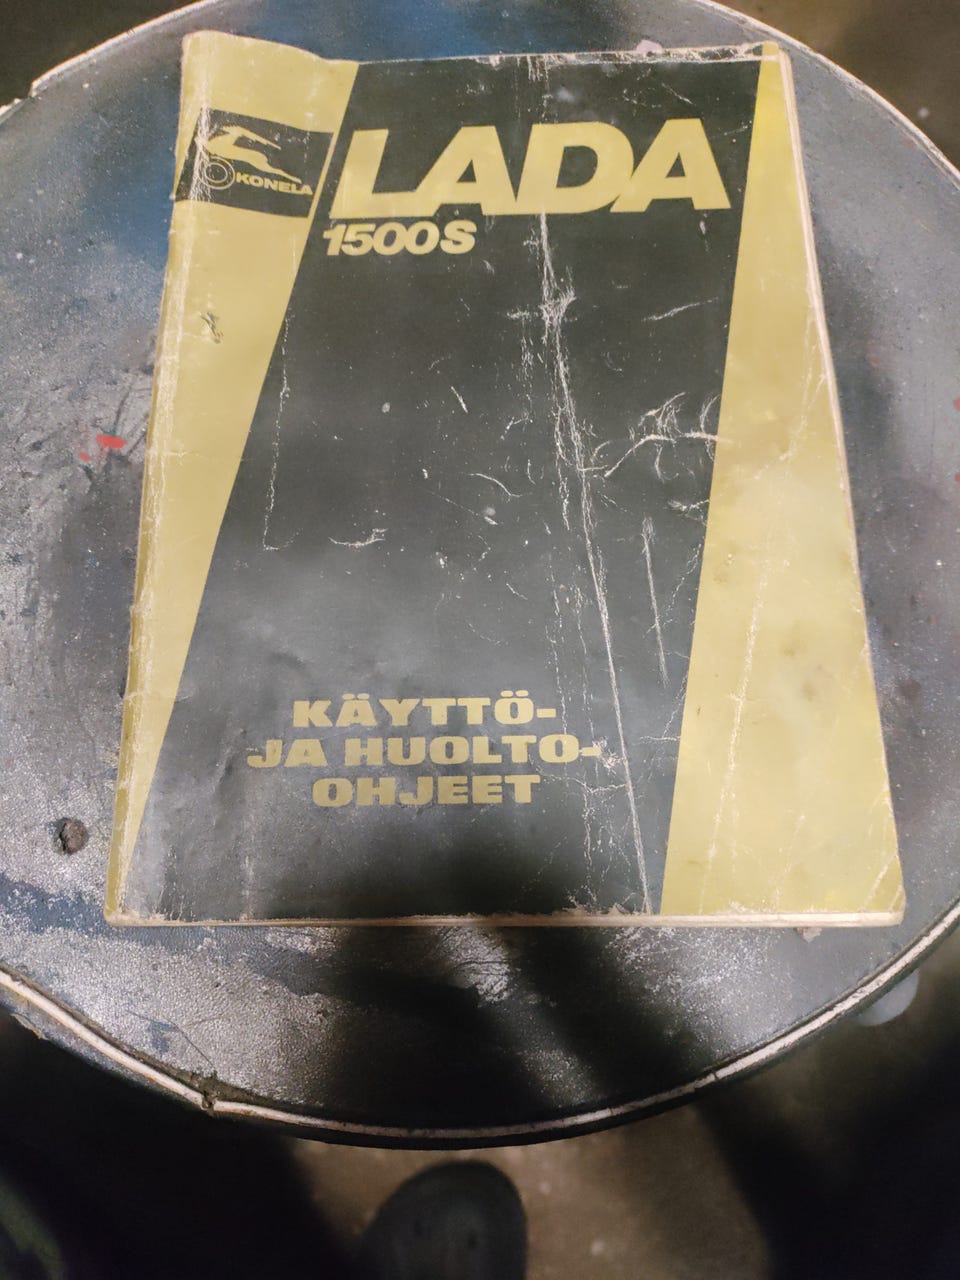 KONELA
LADA
1500S
KÄYTTÖ-
JA HUOLTO-
OHJEET